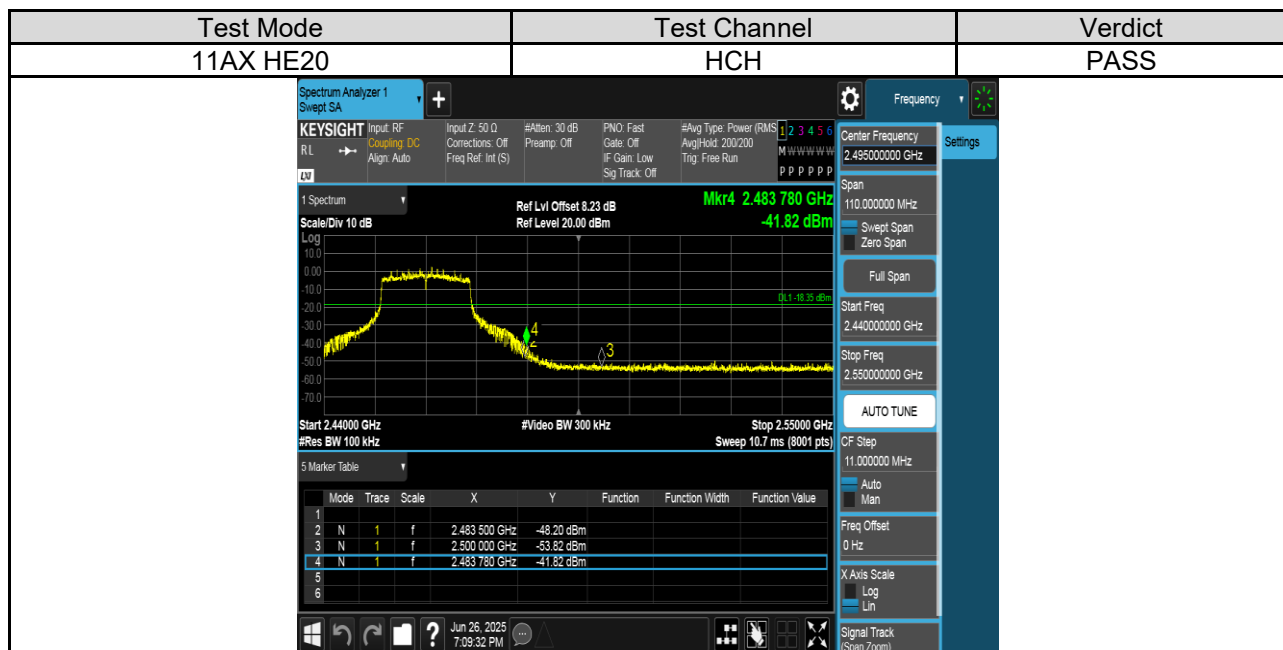 Test Mode Test Channel Verdict
11AX HE20 HCH PASS
Spectrum Analyzer 1
Swept SA
+
Frequency
KEYSIGHT
RL
LXI
Input: RF
Coupling: DC
Align: Auto
Input Z: 50 Ω
Corrections: Off
Freq Ref: Int (S)
#Atten: 30 dB
Preamp: Off
PNO: Fast
Gate: Off
IF Gain: Low
Sig Track: Off
#Avg Type: Power (RMS
Avg|Hold: 200/200
Trig: Free Run
1 2 3 4 5 6
M W W W W W
P P P P P P
Settings
1 Spectrum
Scale/Div 10 dB
Ref Lvl Offset 8.23 dB
Ref Level 20.00 dBm
Mkr4 2.483 780 GHz
-41.82 dBm
Log
10.0
0.00
-10.0
-20.0
-30.0
-40.0
-50.0
-60.0
-70.0
DL1 -18.35 dBm
4
2
3
Start 2.44000 GHz #Video BW 300 kHz Stop 2.55000 GHz
#Res BW 100 kHz Sweep 10.7 ms (8001 pts)
5 Marker Table
Mode Trace Scale X Y Function Function Width Function Value
1
2 N 1 f 2.483 500 GHz -48.20 dBm
3 N 1 f 2.500 000 GHz -53.82 dBm
4 N 1 f 2.483 780 GHz -41.82 dBm
5
6
Center Frequency
2.495000000 GHz
Span
110.000000 MHz
Swept Span
Zero Span
Full Span
Start Freq
2.440000000 GHz
Stop Freq
2.550000000 GHz
AUTO TUNE
CF Step
11.000000 MHz
Auto
Man
Freq Offset
0 Hz
X Axis Scale
Log
Lin
Signal Track
(Span Zoom)
?
Jun 26, 2025
7:09:32 PM